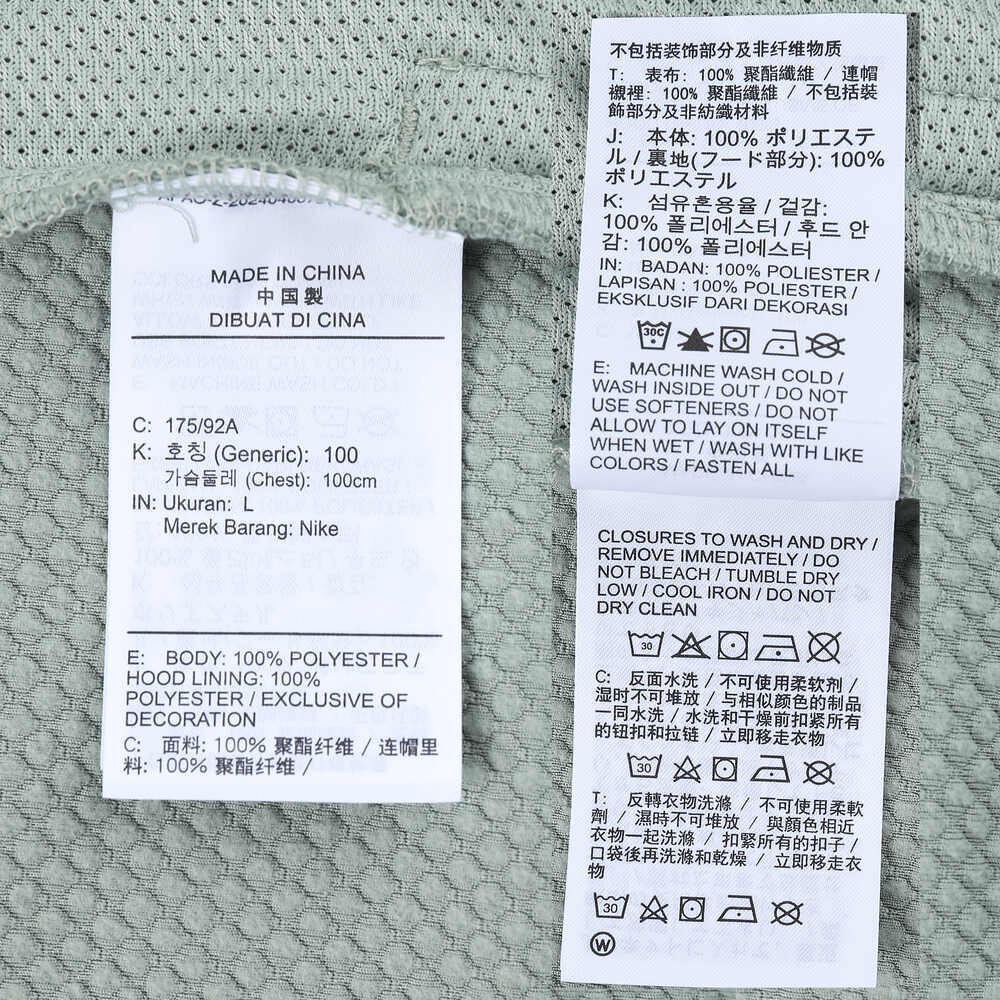 MADE IN CHINA
中国製
DIBUAT DI CINA
C: 175/92A
K: 호칭 (Generic): 100
가슴둘레 (Chest): 100cm
IN: Ukuran: L
Merek Barang: Nike
E: BODY: 100% POLYESTER /
HOOD LINING: 100%
POLYESTER / EXCLUSIVE OF
DECORATION
C: 面料: 100% 聚酯纤维 / 连帽里
料: 100% 聚酯纤维 /
不包括装饰部分及非纤维物质
T: 表布: 100% 聚酯纖維 / 連帽
襯裡: 100% 聚酯纖維 / 不包括裝
飾部分及非紡織材料
J: 本体: 100% ポリエステ
ル / 裏地(フード部分): 100%
ポリエステル
K: 섬유혼용율 / 겉감:
100% 폴리에스터 / 후드 안
감: 100% 폴리에스터
IN: BADAN: 100% POLIESTER /
LAPISAN : 100% POLIESTER /
EKSKLUSIF DARI DEKORASI
30C
E: MACHINE WASH COLD /
WASH INSIDE OUT / DO NOT
USE SOFTENERS / DO NOT
ALLOW TO LAY ON ITSELF
WHEN WET / WASH WITH LIKE
COLORS / FASTEN ALL
CLOSURES TO WASH AND DRY /
REMOVE IMMEDIATELY / DO
NOT BLEACH / TUMBLE DRY
LOW / COOL IRON / DO NOT
DRY CLEAN
30
C: 反面水洗 / 不可使用柔软剂 /
湿时不可堆放 / 与相似颜色的制品
一同水洗 / 水洗和干燥前扣紧所有
的钮扣和拉链 / 立即移走衣物
30
T: 反轉衣物洗滌 / 不可使用柔軟
劑 / 濕時不可堆放 / 與顏色相近
衣物一起洗滌 / 扣緊所有的扣子 /
口袋後再洗滌和乾燥 / 立即移走衣
物
30
W